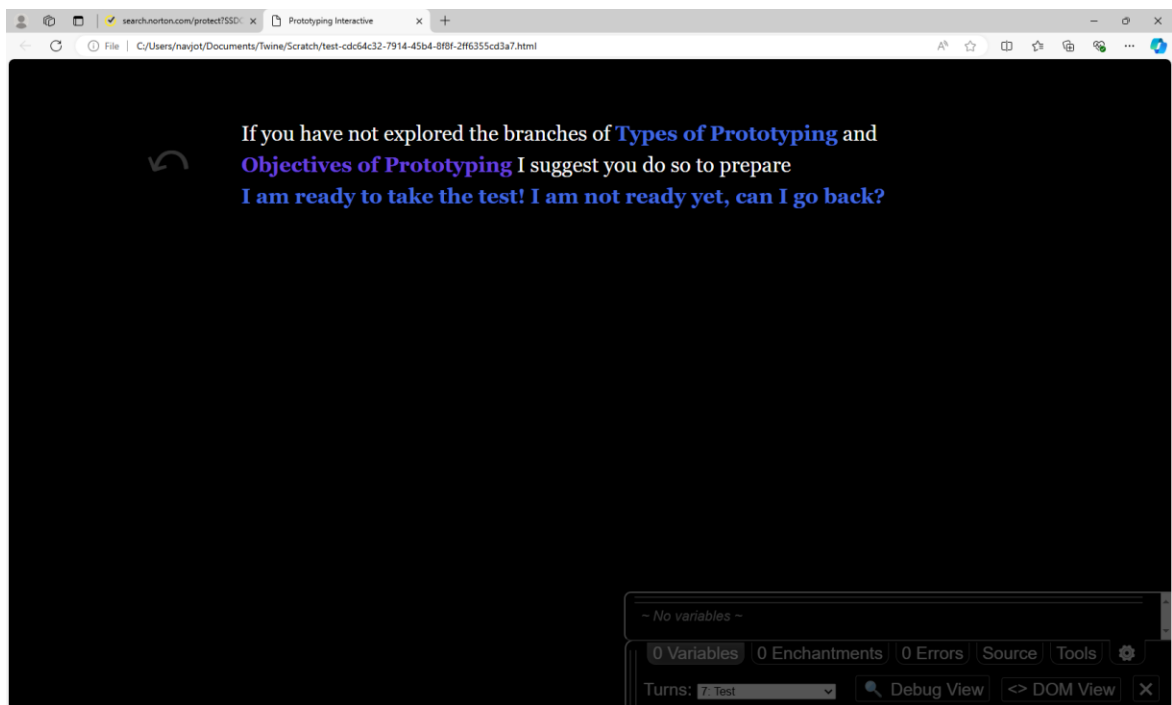 search.norton.com/protect?SSDC
Prototyping Interactive
File
C:/Users/navjot/Documents/Twine/Scratch/test-cdc64c32-7914-45b4-8f8f-2ff6355cd3a7.html
If you have not explored the branches of Types of Prototyping and
Objectives of Prototyping I suggest you do so to prepare
I am ready to take the test! I am not ready yet, can I go back?
~ No variables ~
0 Variables 0 Enchantments 0 Errors Source Tools
Turns: 7: Test Debug View <> DOM View X